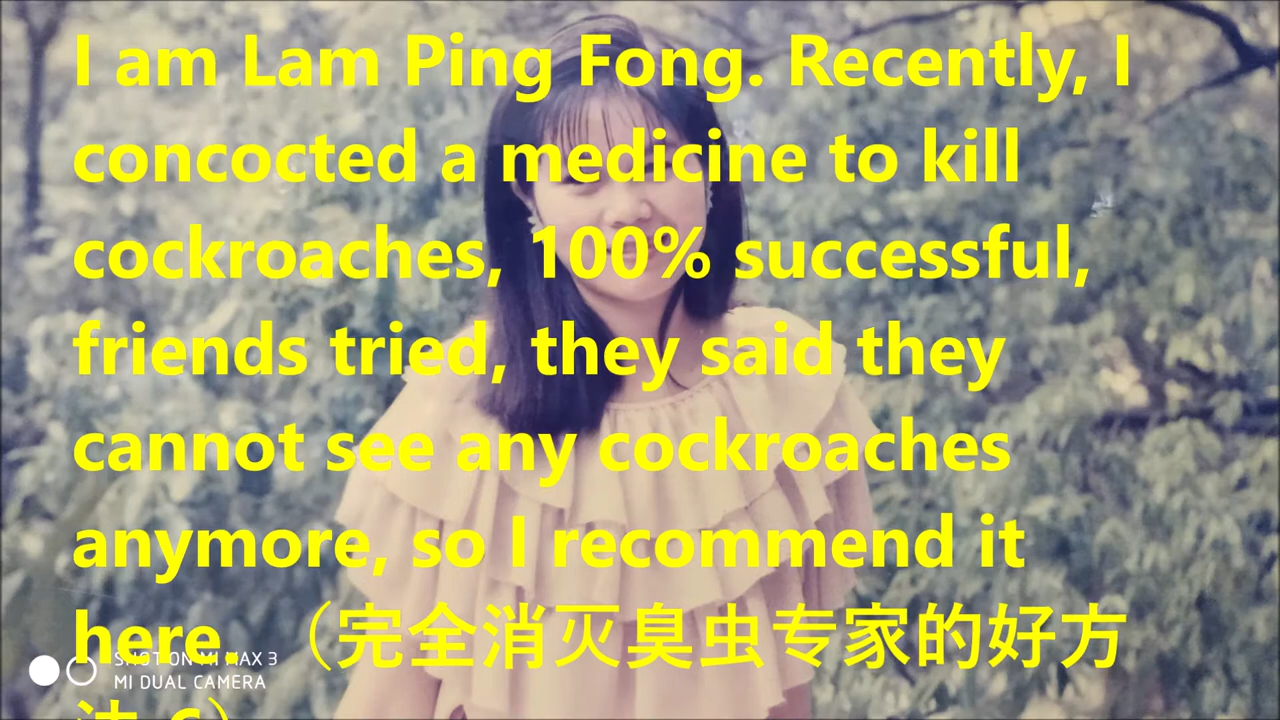 I am Lam Ping Fong. Recently, I
concocted a medicine to kill
cockroaches, 100% successful,
friends tried, they said they
cannot see any cockroaches
anymore, so I recommend it
here （完全消灭臭虫专家的好方
SHOT ON MI MAX 3
MI DUAL CAMERA